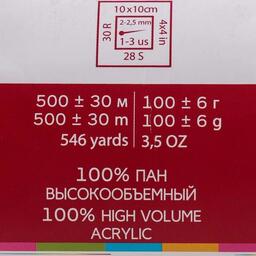 10x10cm
30 R
2-2,5 mm
1-3 us
4x4 in
28 S
500 ± 30 м 100 ± 6 г
500 ± 30 m 100 ± 6 g
546 yards 3,5 OZ
100% ПАН
ВЫСОКООБЪЕМНЫЙ
100% HIGH VOLUME
ACRYLIC